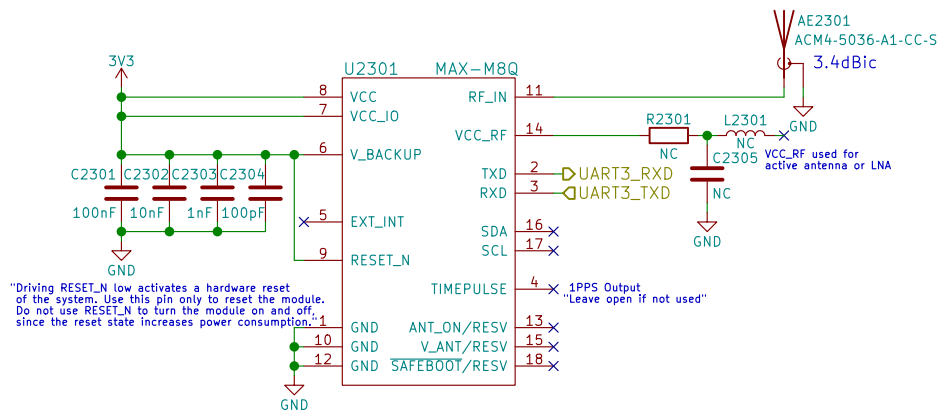 AE2301
ACM4-5036-A1-CC-S
3.4dBic
GND
3V3
U2301 MAX-M8Q
8 VCC
7 VCC_IO
6 V_BACKUP
5 EXT_INT
9 RESET_N
1 GND
10 GND
12 GND
RF_IN 11
VCC_RF 14
TXD 2
RXD 3
SDA 16
SCL 17
TIMEPULSE 4
ANT_ON/RESV 13
V_ANT/RESV 15
SAFEBOOT/RESV 18
R2301
NC
L2301
NC
C2305
NC
GND
VCC_RF used for
active antenna or LNA
UART3_RXD
UART3_TXD
C2301 C2302 C2303 C2304
100nF 10nF 1nF 100pF
GND
"Driving RESET_N low activates a hardware reset
of the system. Use this pin only to reset the module.
Do not use RESET_N to turn the module on and off,
since the reset state increases power consumption."
1PPS Output
"Leave open if not used"
GND